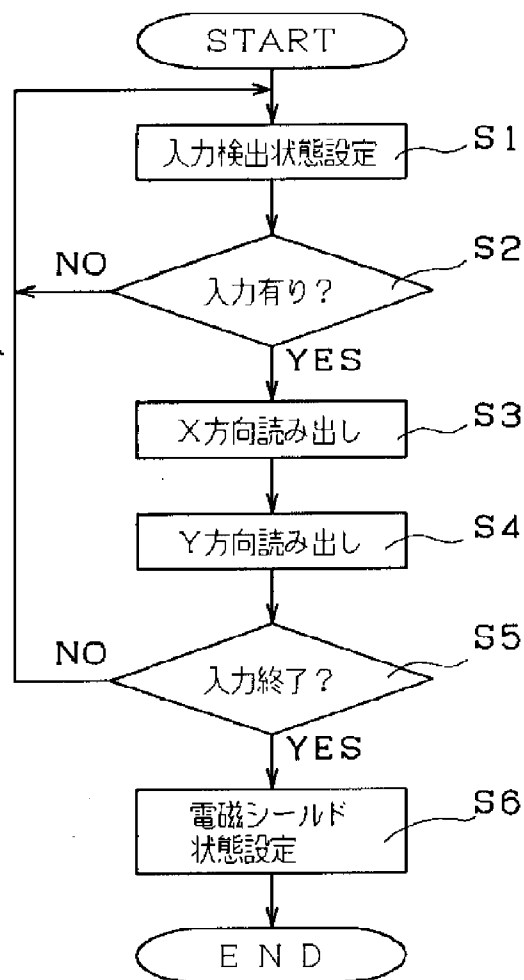 START
入力検出状態設定
S1
入力有り?
S2
NO
YES
X方向読み出し
S3
Y方向読み出し
S4
入力終了?
S5
NO
YES
電磁シールド
状態設定
S6
END